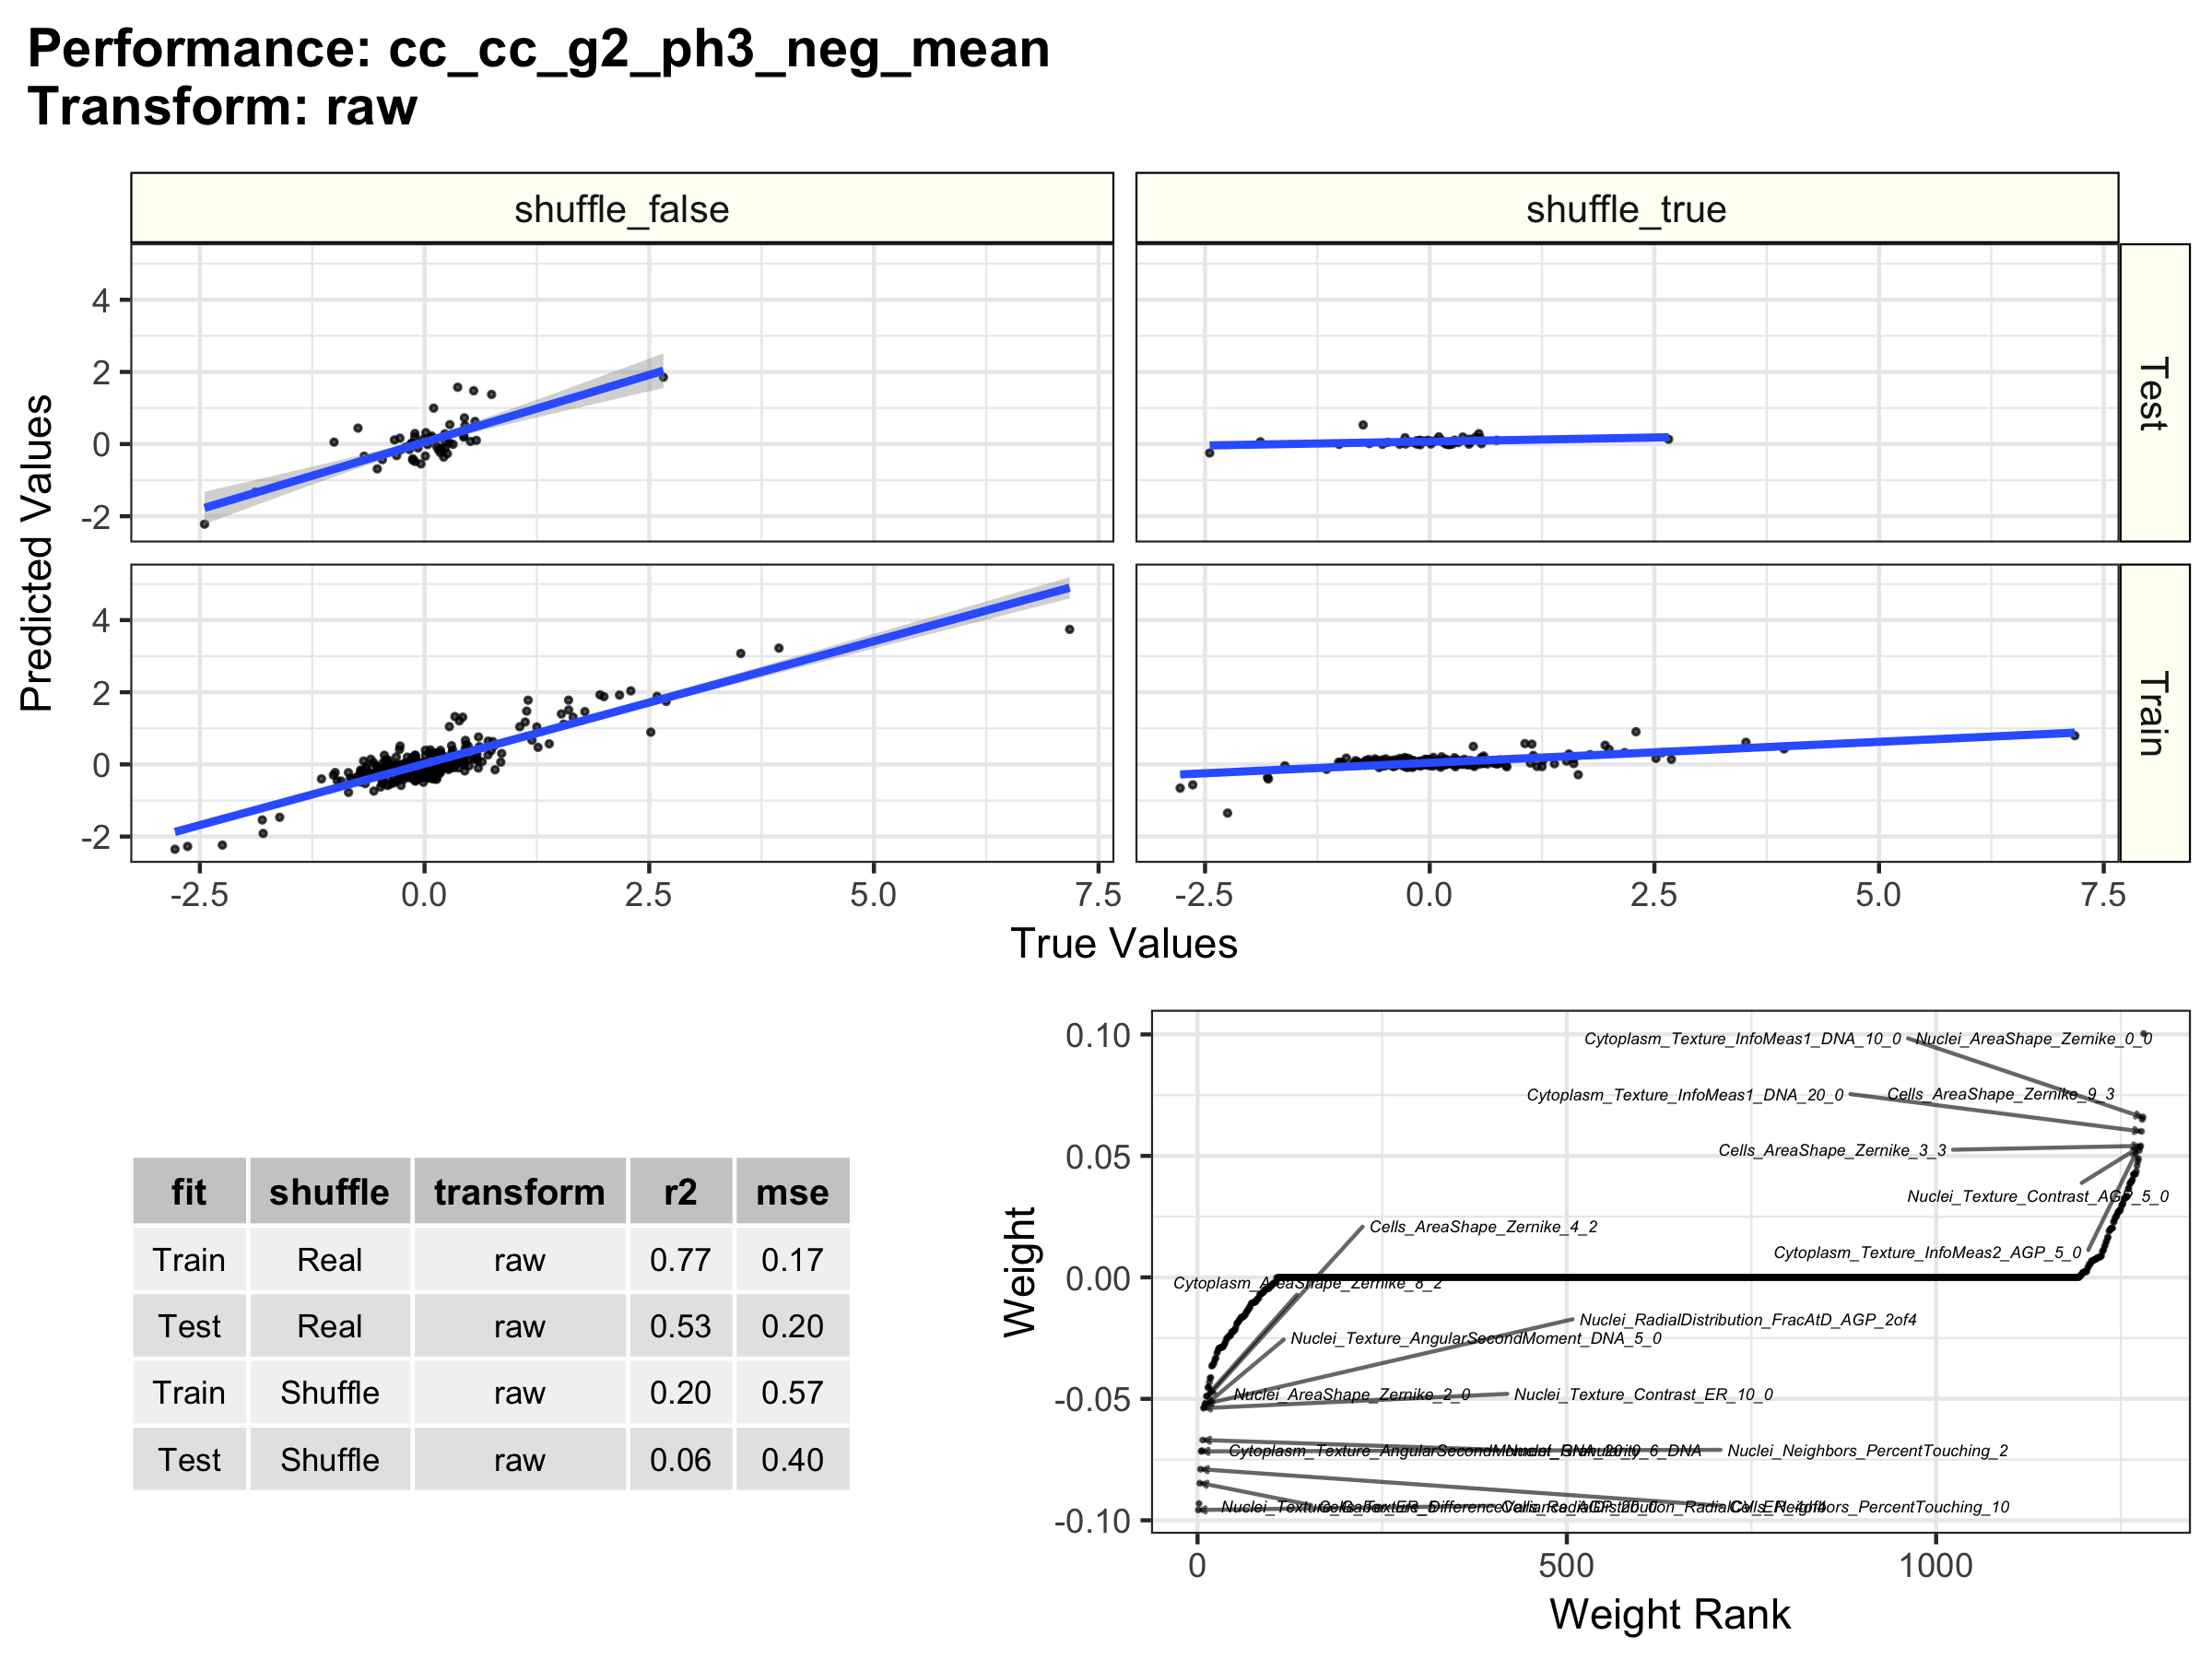 Performance: cc_cc_g2_ph3_neg_mean
Transform: raw
shuffle_false
shuffle_true
4
2
0
-2
Test
4
2
0
-2
Train
Predicted Values
-2.5 0.0 2.5 5.0 7.5
-2.5 0.0 2.5 5.0 7.5
True Values
fit shuffle transform r2 mse
Train Real raw 0.77 0.17
Test Real raw 0.53 0.20
Train Shuffle raw 0.20 0.57
Test Shuffle raw 0.06 0.40
Weight
0.10
0.05
0.00
-0.05
-0.10
Cytoplasm_Texture_InfoMeas1_DNA_10_0
Nuclei_AreaShape_Zernike_0_0
Cytoplasm_Texture_InfoMeas1_DNA_20_0
Cells_AreaShape_Zernike_9_3
Cells_AreaShape_Zernike_3_3
Nuclei_Texture_Contrast_AGP_5_0
Cells_AreaShape_Zernike_4_2
Cytoplasm_Texture_InfoMeas2_AGP_5_0
Cytoplasm_AreaShape_Zernike_8_2
Nuclei_RadialDistribution_FracAtD_AGP_2of4
Nuclei_Texture_AngularSecondMoment_DNA_5_0
Nuclei_AreaShape_Zernike_2_0
Nuclei_Texture_Contrast_ER_10_0
Cytoplasm_Texture_AngularSecondMoment_DNA_20_0
Nuclei_Granularity_6_DNA
Nuclei_Neighbors_PercentTouching_2
Cells_Neighbors_PercentTouching_10
0 500 1000
Weight Rank